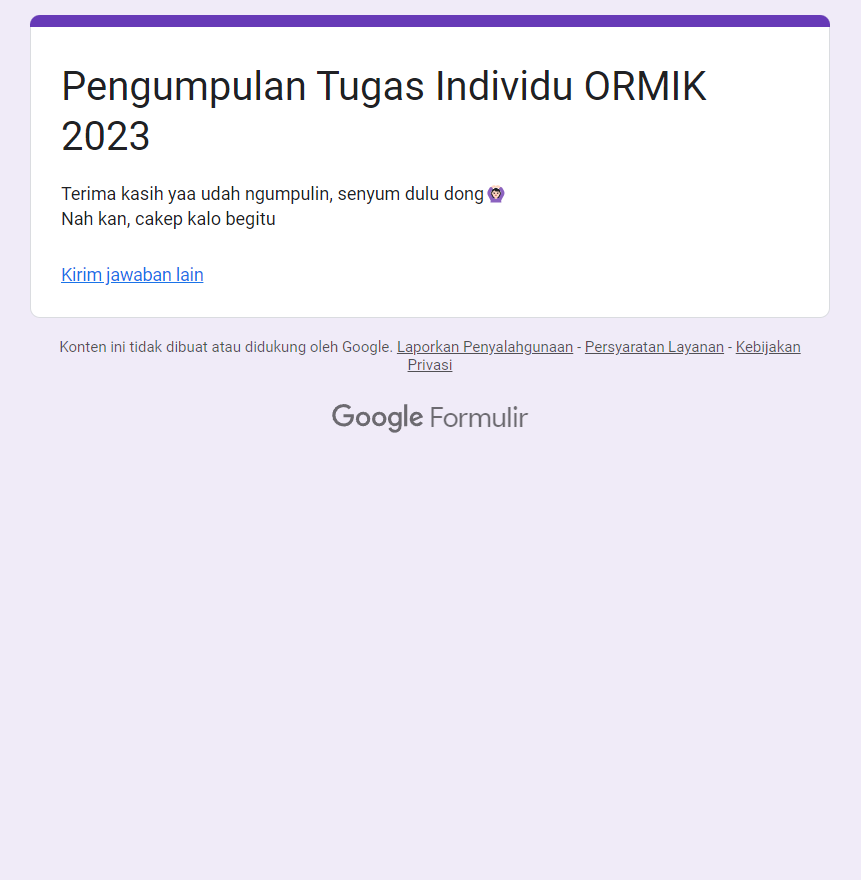 Pengumpulan Tugas Individu ORMIK
2023
Terima kasih yaa udah ngumpulin, senyum dulu dong🙆🏻
Nah kan, cakep kalo begitu
Kirim jawaban lain
Konten ini tidak dibuat atau didukung oleh Google. Laporkan Penyalahgunaan - Persyaratan Layanan - Kebijakan
Privasi
Google Formulir